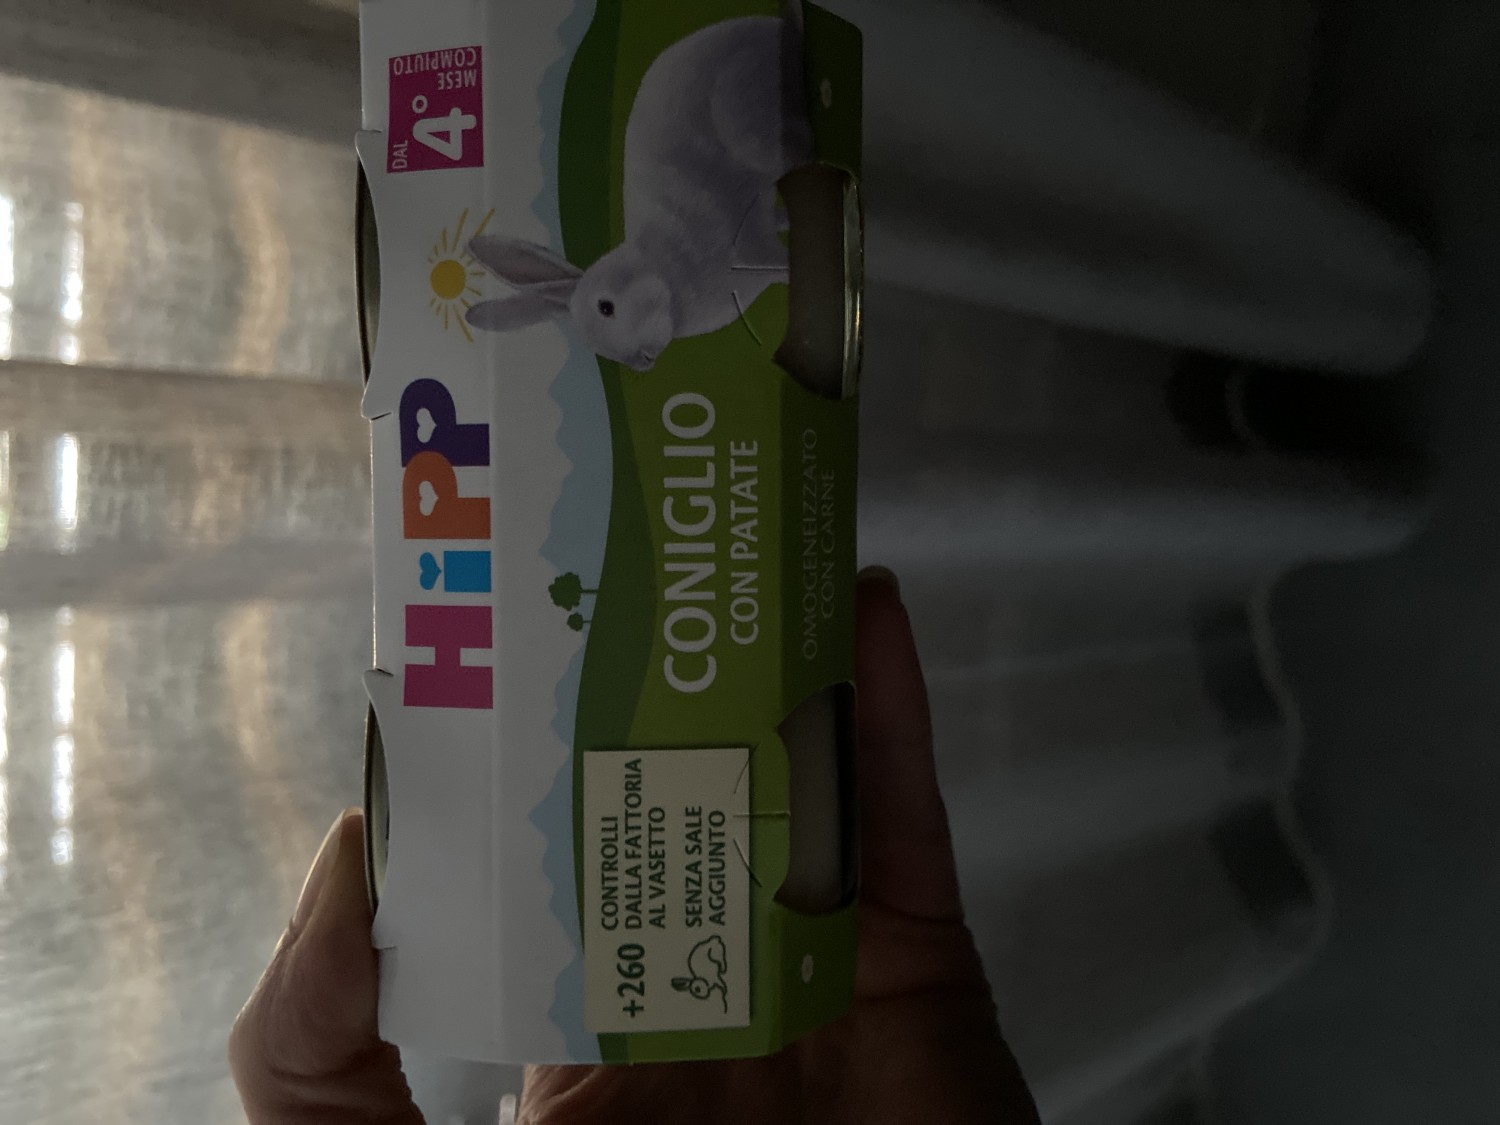 HiPP
DAL
4°
MESE
COMPIUTO
CONIGLIO
CON PATATE
OMOGENEIZZATO
CON CARNE
+260
CONTROLLI
DALLA FATTORIA
AL VASETTO
SENZA SALE
AGGIUNTO